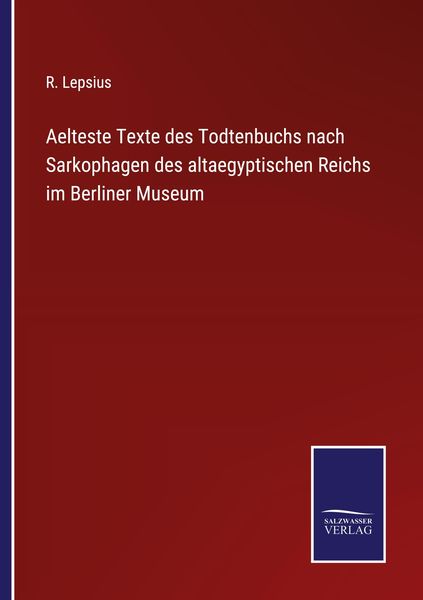 R. Lepsius
Aelteste Texte des Todtenbuchs nach
Sarkophagen des altaegyptischen Reichs
im Berliner Museum
SALZWASSER
VERLAG